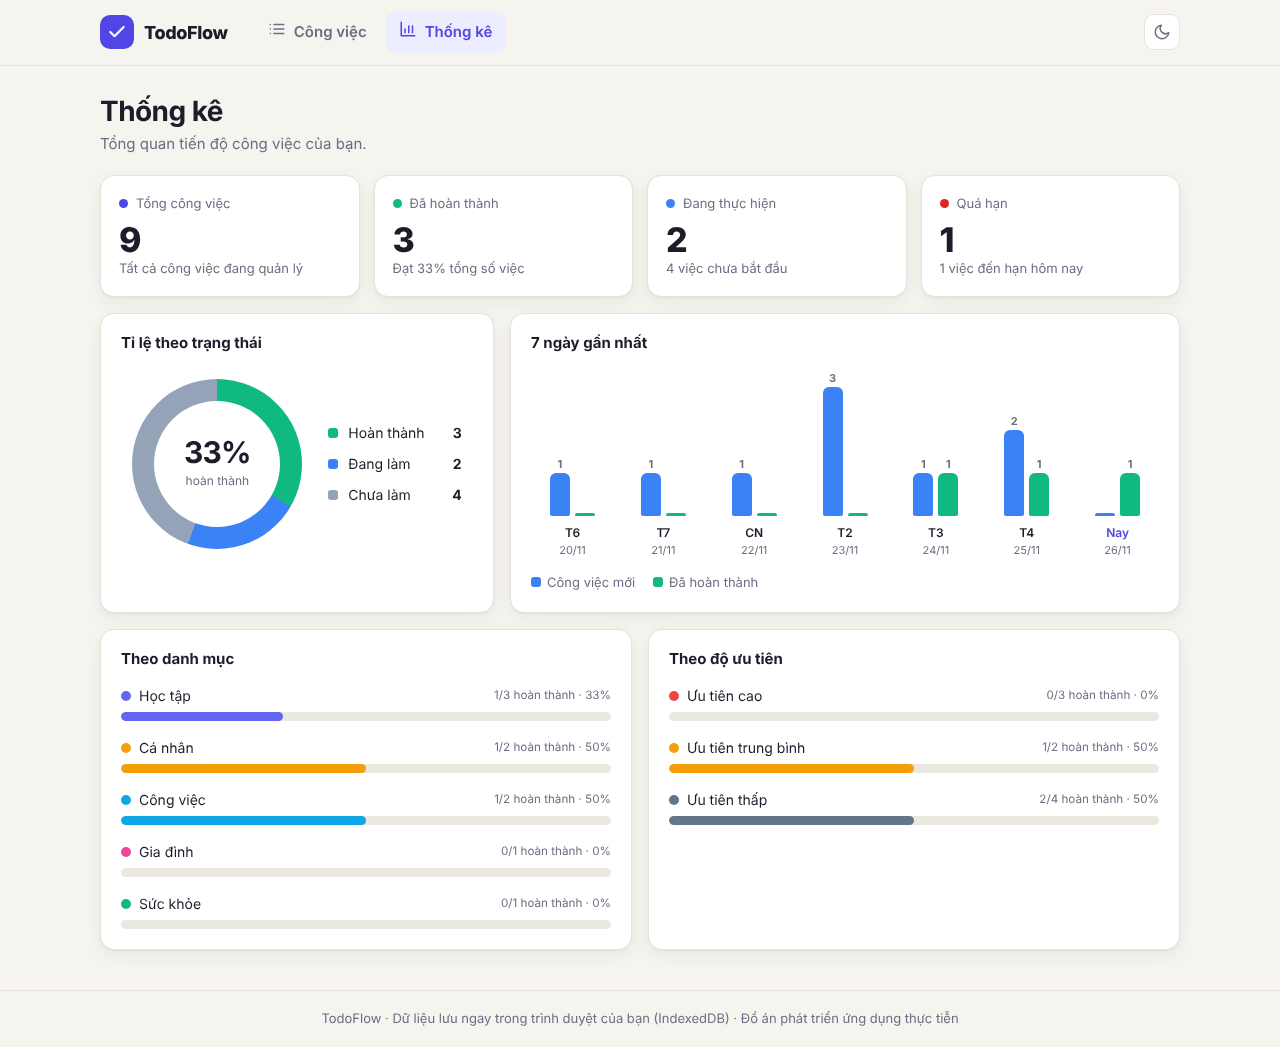 TodoFlow
Công việc
Thống kê
Thống kê
Tổng quan tiến độ công việc của bạn.
Tổng công việc
9
Tất cả công việc đang quản lý
Đã hoàn thành
3
Đạt 33% tổng số việc
Đang thực hiện
2
4 việc chưa bắt đầu
Quá hạn
1
1 việc đến hạn hôm nay
Tỉ lệ theo trạng thái
33%
hoàn thành
Hoàn thành 3
Đang làm 2
Chưa làm 4
7 ngày gần nhất
1 1 1 3 1 1 2 1 1
T6 T7 CN T2 T3 T4 Nay
20/11 21/11 22/11 23/11 24/11 25/11 26/11
Công việc mới Đã hoàn thành
Theo danh mục
Học tập 1/3 hoàn thành · 33%
Cá nhân 1/2 hoàn thành · 50%
Công việc 1/2 hoàn thành · 50%
Gia đình 0/1 hoàn thành · 0%
Sức khỏe 0/1 hoàn thành · 0%
Theo độ ưu tiên
Ưu tiên cao 0/3 hoàn thành · 0%
Ưu tiên trung bình 1/2 hoàn thành · 50%
Ưu tiên thấp 2/4 hoàn thành · 50%
TodoFlow · Dữ liệu lưu ngay trong trình duyệt của bạn (IndexedDB) · Đồ án phát triển ứng dụng thực tiễn